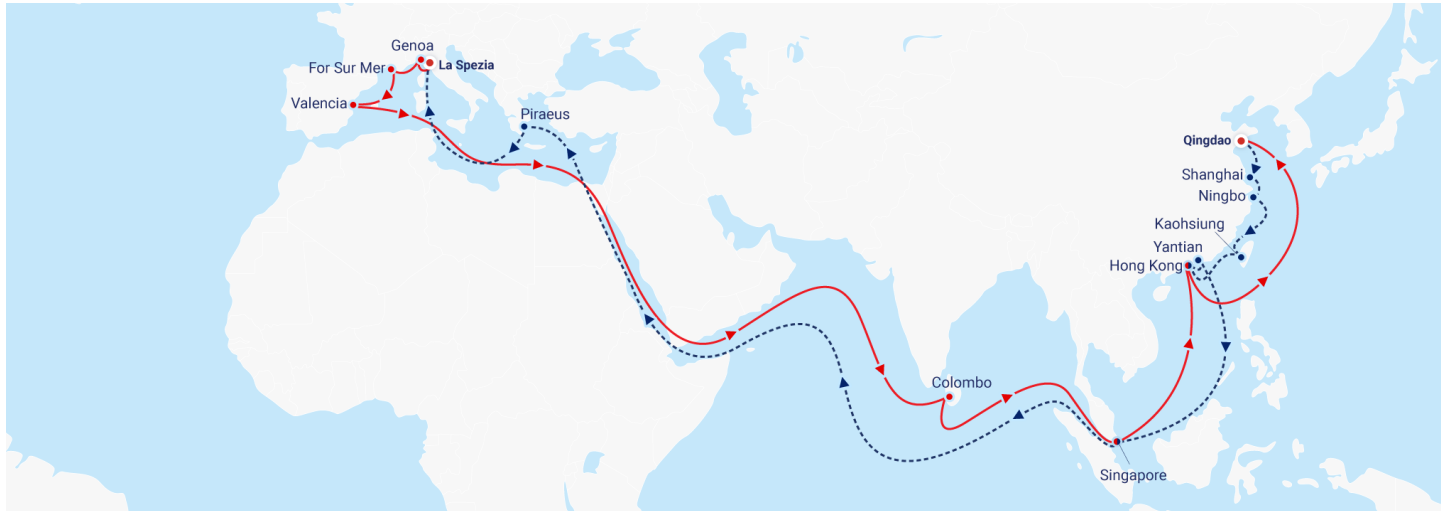 Genoa
La Spezia
For Sur Mer
Valencia
Piraeus
Qingdao
Shanghai
Ningbo
Kaohsiung
Yantian
Hong Kong
Colombo
Singapore